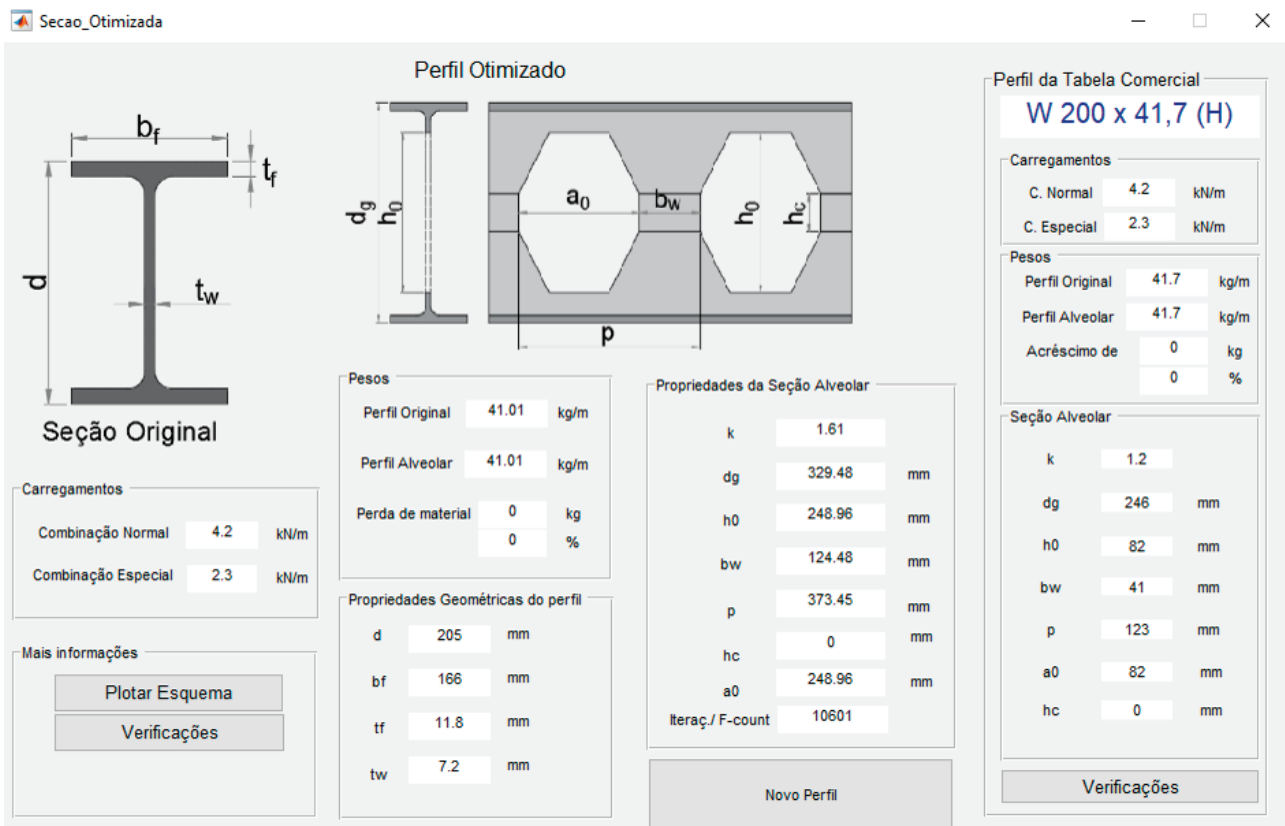 Secao_Otimizada
Perfil Otimizado
bf
tf
d
tw
Seção Original
dg
h0
a0
bw
h0
hc
p
Carregamentos
Combinação Normal 4.2 kN/m
Combinação Especial 2.3 kN/m
Mais informações
Plotar Esquema
Verificações
Pesos
Perfil Original 41.01 kg/m
Perfil Alveolar 41.01 kg/m
Perda de material 0 kg
0 %
Propriedades Geométricas do perfil
d 205 mm
bf 166 mm
tf 11.8 mm
tw 7.2 mm
Propriedades da Seção Alveolar
k 1.61
dg 329.48 mm
h0 248.96 mm
bw 124.48 mm
p 373.45 mm
hc 0 mm
a0 248.96 mm
Iteraç./ F-count 10601
Novo Perfil
Perfil da Tabela Comercial
W 200 x 41,7 (H)
Carregamentos
C. Normal 4.2 kN/m
C. Especial 2.3 kN/m
Pesos
Perfil Original 41.7 kg/m
Perfil Alveolar 41.7 kg/m
Acréscimo de 0 kg
0 %
Seção Alveolar
k 1.2
dg 246 mm
h0 82 mm
bw 41 mm
p 123 mm
a0 82 mm
hc 0 mm
Verificações